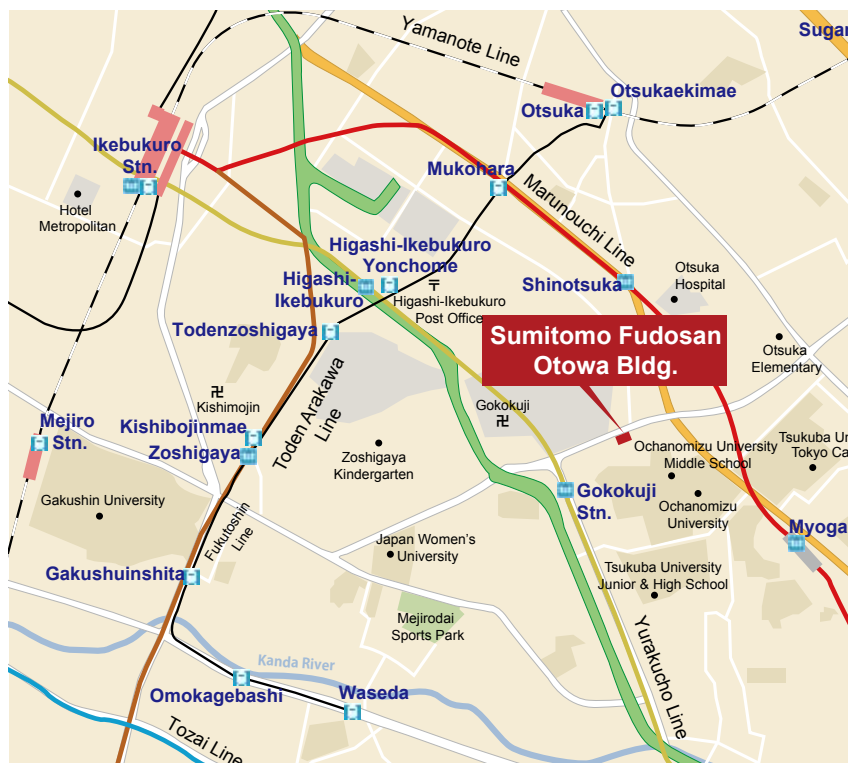 Yamanote Line
Sugar
Otsukaekimae
Otsuka
Ikebukuro
Stn.
Mukohara
Marunouchi Line
Hotel
Metropolitan
Higashi-Ikebukuro
Yonchome
Higashi-
Ikebukuro
Higashi-Ikebukuro
Post Office
Shinotsuka
Otsuka
Hospital
Todenzoshigaya
Sumitomo Fudosan
Otowa Bldg.
Otsuka
Elementary
Kishimojin
Toden Arakawa
Line
Gokokuji
Mejiro
Stn.
Kishibojinmae
Zoshigaya
Zoshigaya
Kindergarten
Ochanomizu University
Middle School
Tsukuba Un
Tokyo Ca
Gakushin University
Gokokuji
Stn.
Ochanomizu
University
Fukutoshin
Line
Japan Women's
University
Myoga
Gakushuinshita
Tsukuba University
Junior & High School
Mejirodai
Sports Park
Kanda River
Yurakucho Line
Omokagebashi
Waseda
Tozai Line